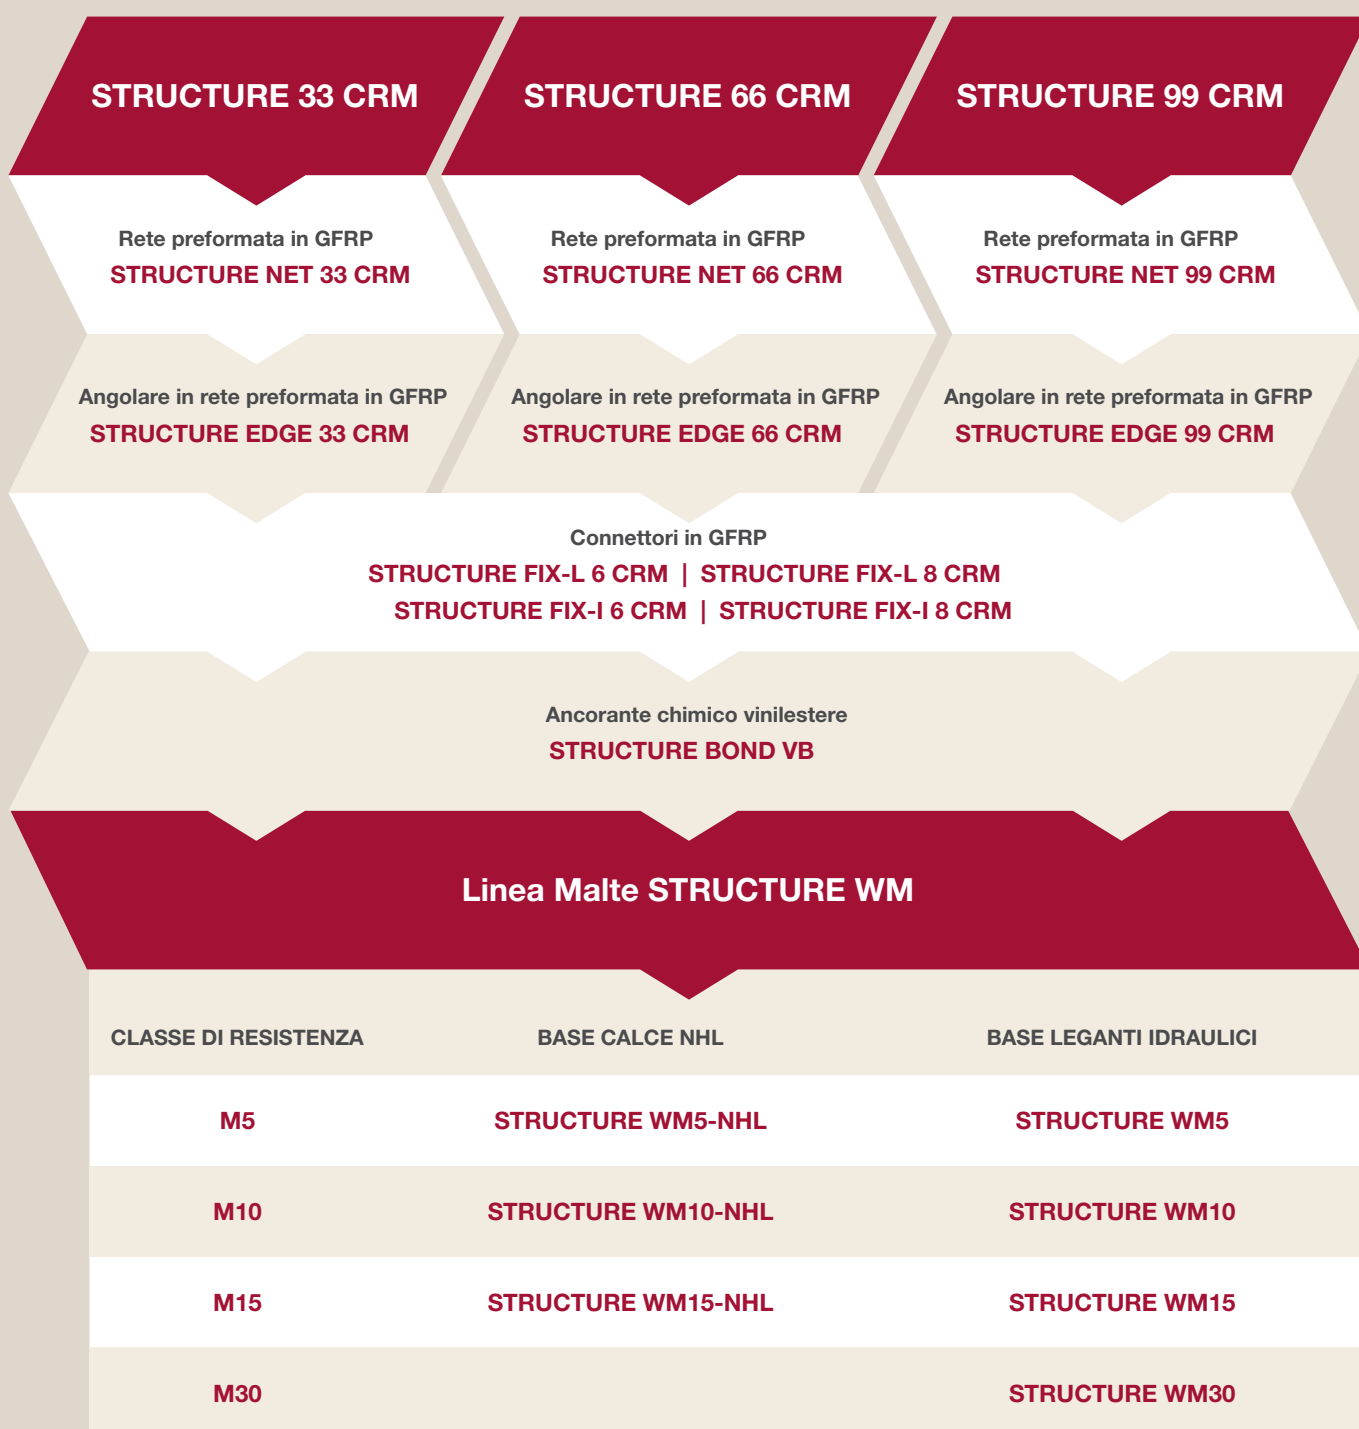 STRUCTURE 33 CRM
STRUCTURE 66 CRM
STRUCTURE 99 CRM
Rete preformata in GFRP
STRUCTURE NET 33 CRM
Rete preformata in GFRP
STRUCTURE NET 66 CRM
Rete preformata in GFRP
STRUCTURE NET 99 CRM
Angolare in rete preformata in GFRP
STRUCTURE EDGE 33 CRM
Angolare in rete preformata in GFRP
STRUCTURE EDGE 66 CRM
Angolare in rete preformata in GFRP
STRUCTURE EDGE 99 CRM
Connettori in GFRP
STRUCTURE FIX-L 6 CRM | STRUCTURE FIX-L 8 CRM
STRUCTURE FIX-I 6 CRM | STRUCTURE FIX-I 8 CRM
Ancorante chimico vinilestere
STRUCTURE BOND VB
Linea Malte STRUCTURE WM
CLASSE DI RESISTENZA BASE CALCE NHL BASE LEGANTI IDRAULICI
M5 STRUCTURE WM5-NHL STRUCTURE WM5
M10 STRUCTURE WM10-NHL STRUCTURE WM10
M15 STRUCTURE WM15-NHL STRUCTURE WM15
M30 STRUCTURE WM30